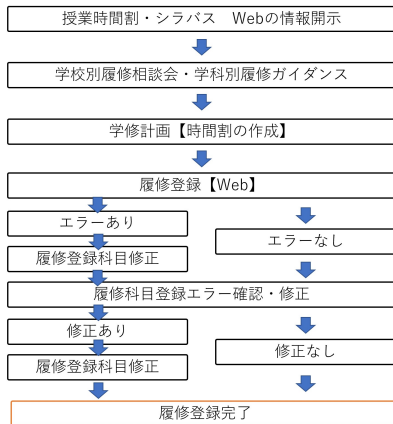 授業時間割・シラバス　Webの情報開示
学校別履修相談会・学科別履修ガイダンス
学修計画【時間割の作成】
履修登録【Web】
エラーあり
エラーなし
履修登録科目修正
履修科目登録エラー確認・修正
修正あり
修正なし
履修登録科目修正
履修登録完了